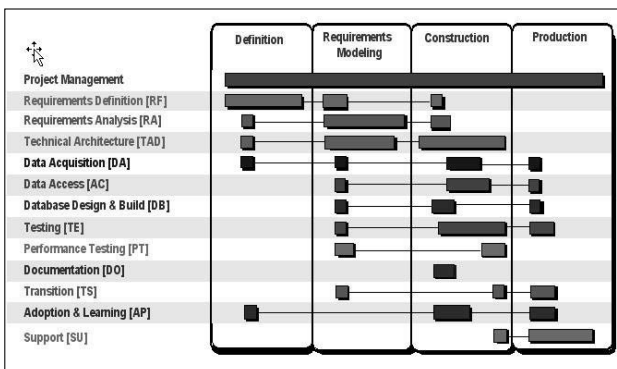 Definition
Requirements
Modeling
Construction
Production
Project Management
Requirements Definition [RF]
Requirements Analysis [RA]
Technical Architecture [TAD]
Data Acquisition [DA]
Data Access [AC]
Database Design & Build [DB]
Testing [TE]
Performance Testing [PT]
Documentation [DO]
Transition [TS]
Adoption & Learning [AP]
Support [SU]